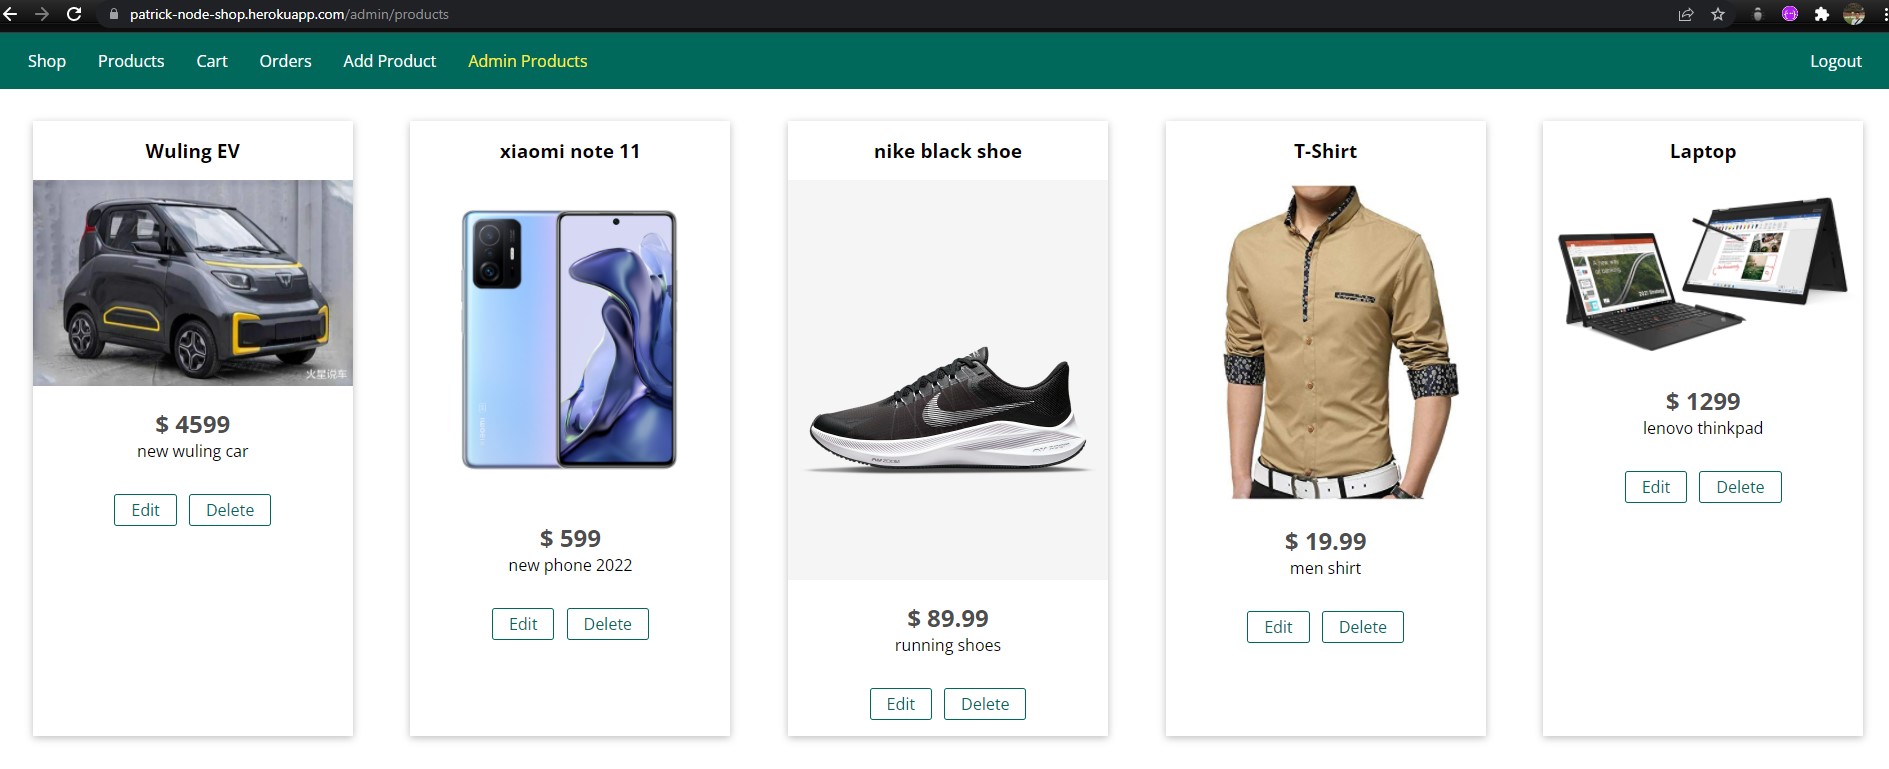 patrick-node-shop.herokuapp.com/admin/products
Shop Products Cart Orders Add Product Admin Products Logout
Wuling EV
火星说车
$ 4599
new wuling car
Edit Delete
xiaomi note 11
$ 599
new phone 2022
Edit Delete
nike black shoe
$ 89.99
running shoes
Edit Delete
T-Shirt
$ 19.99
men shirt
Edit Delete
Laptop
$ 1299
lenovo thinkpad
Edit Delete